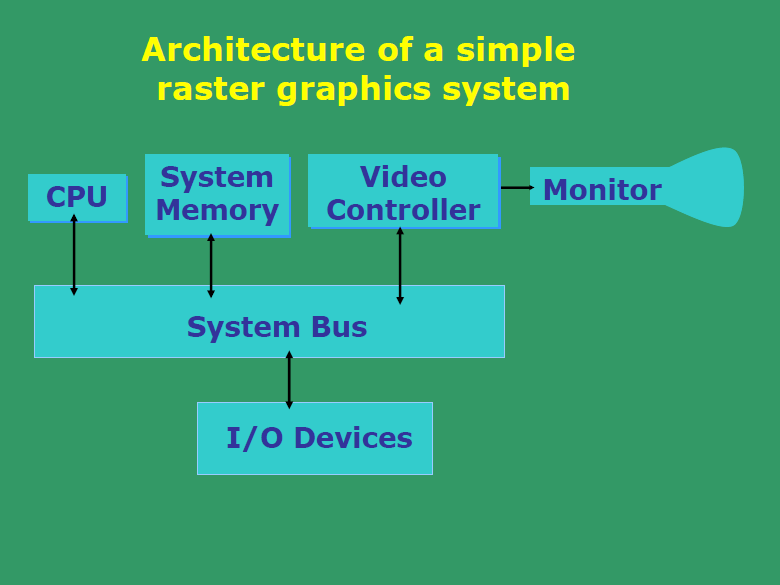 Architecture of a simple
raster graphics system
CPU
System
Memory
Video
Controller
Monitor
System Bus
I/O Devices